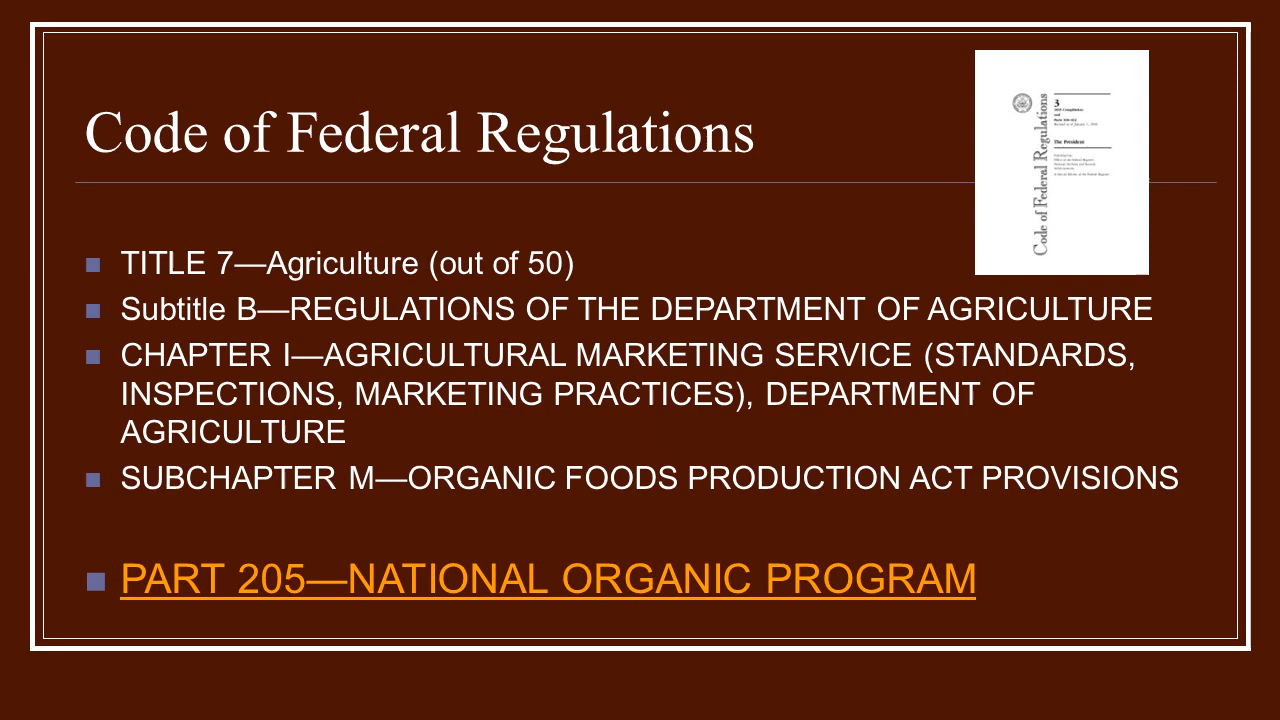 Code of Federal Regulations
3
The President
Code of Federal Regulations
TITLE 7—Agriculture (out of 50)
Subtitle B—REGULATIONS OF THE DEPARTMENT OF AGRICULTURE
CHAPTER I—AGRICULTURAL MARKETING SERVICE (STANDARDS,
INSPECTIONS, MARKETING PRACTICES), DEPARTMENT OF
AGRICULTURE
SUBCHAPTER M—ORGANIC FOODS PRODUCTION ACT PROVISIONS
PART 205—NATIONAL ORGANIC PROGRAM